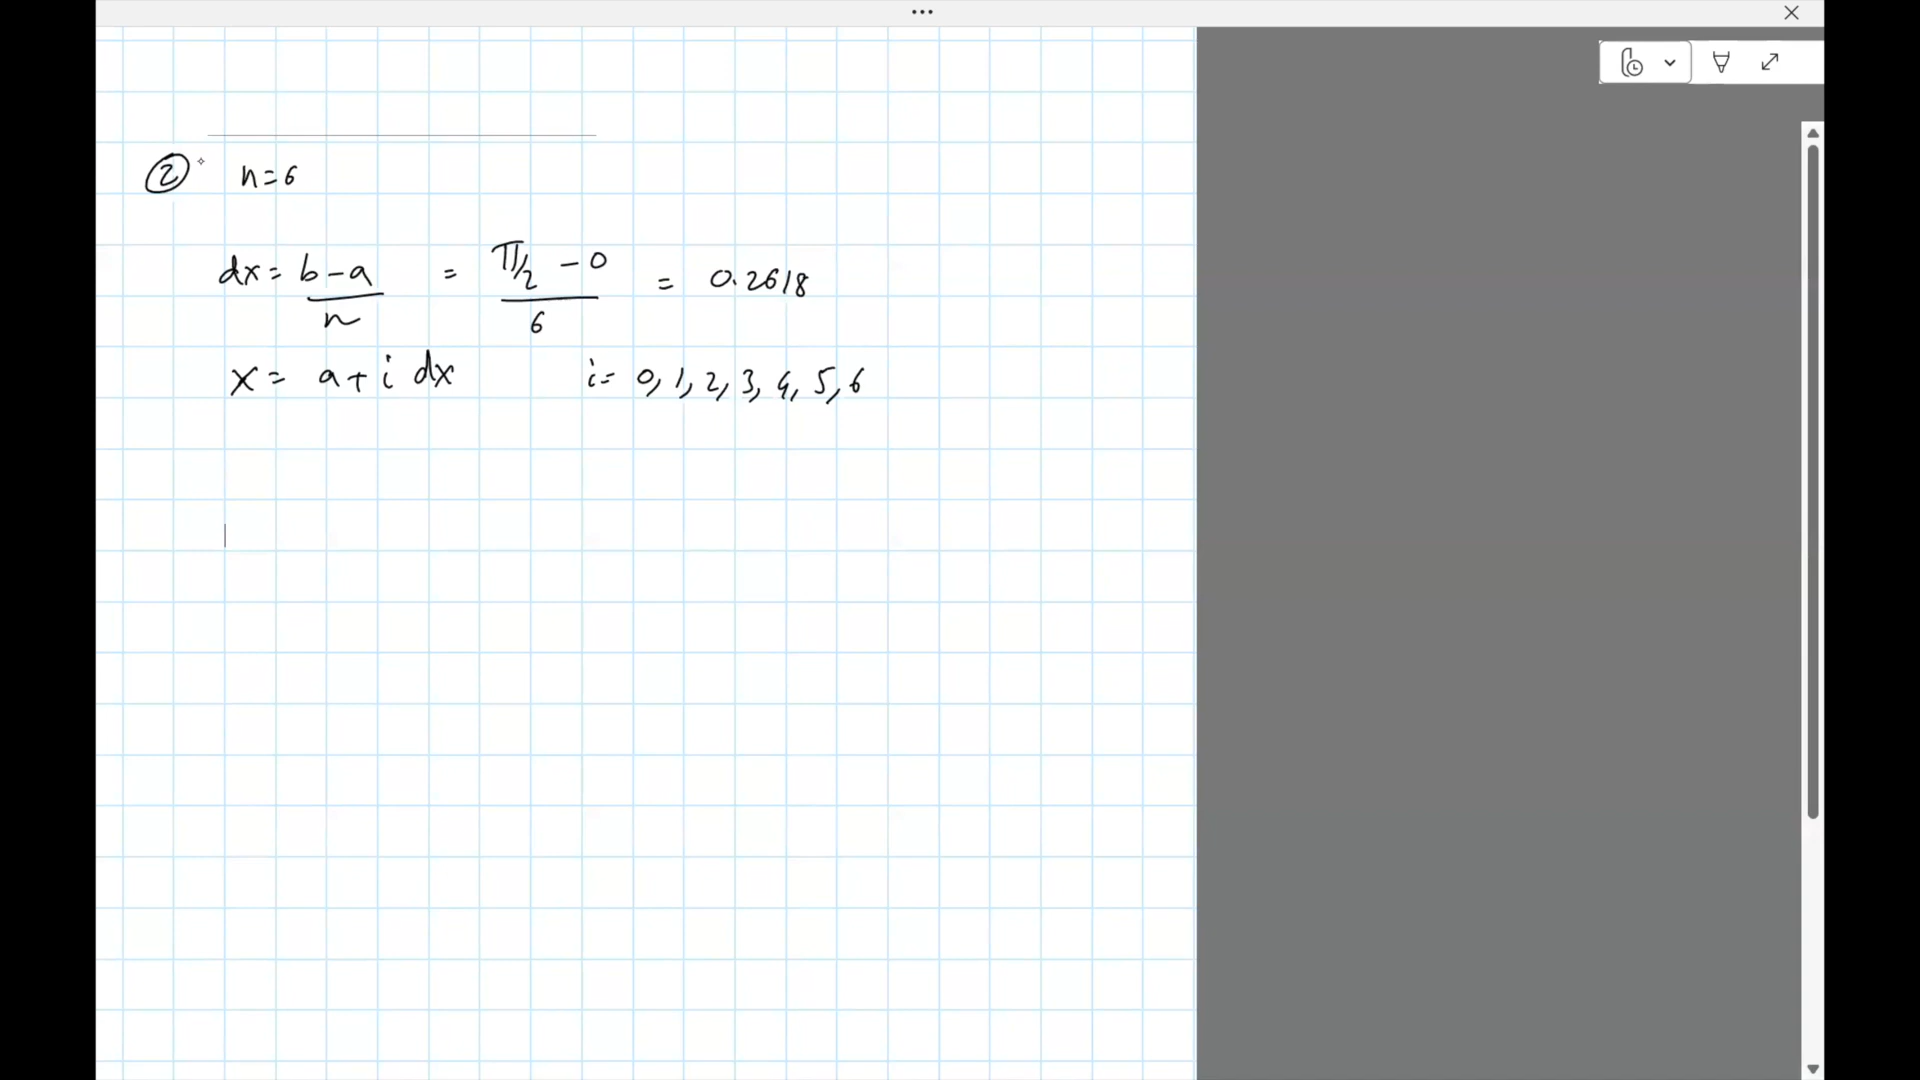 ② n=6
dx = b-a/n = π/2 - 0/6 = 0.2618
x = a + i dx i = 0, 1, 2, 3, 4, 5, 6